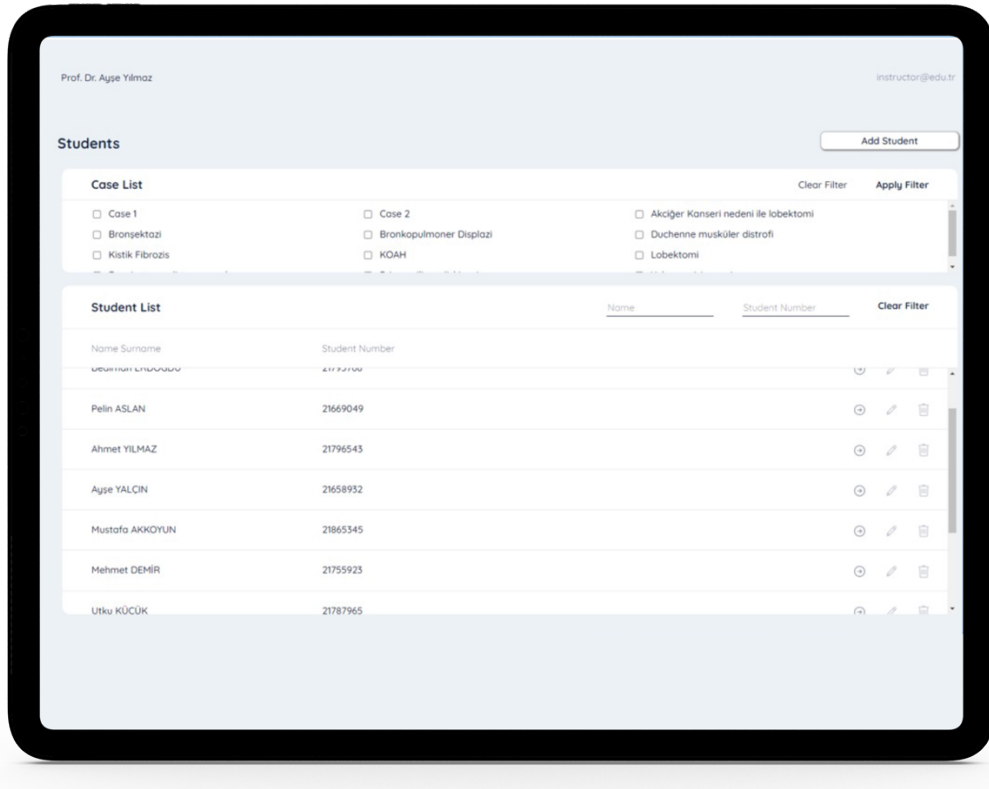 Prof. Dr. Ayşe Yılmaz
instructor@edu.tr
Students
Add Student
Case List
Clear Filter
Apply Filter
Case 1
Case 2
Akciğer Kanseri nedeni ile lobektomi
Bronşektazi
Bronkopulmoner Displazi
Duchenne musküler distrofi
Kistik Fibrozis
KOAH
Lobektomi
Student List
Name
Student Number
Clear Filter
Name Surname
Student Number
Pelin ASLAN
21669049
Ahmet YILMAZ
21796543
Ayşe YALÇIN
21658932
Mustafa AKKOYUN
21865345
Mehmet DEMİR
21755923
Utku KÜÇÜK
21787965